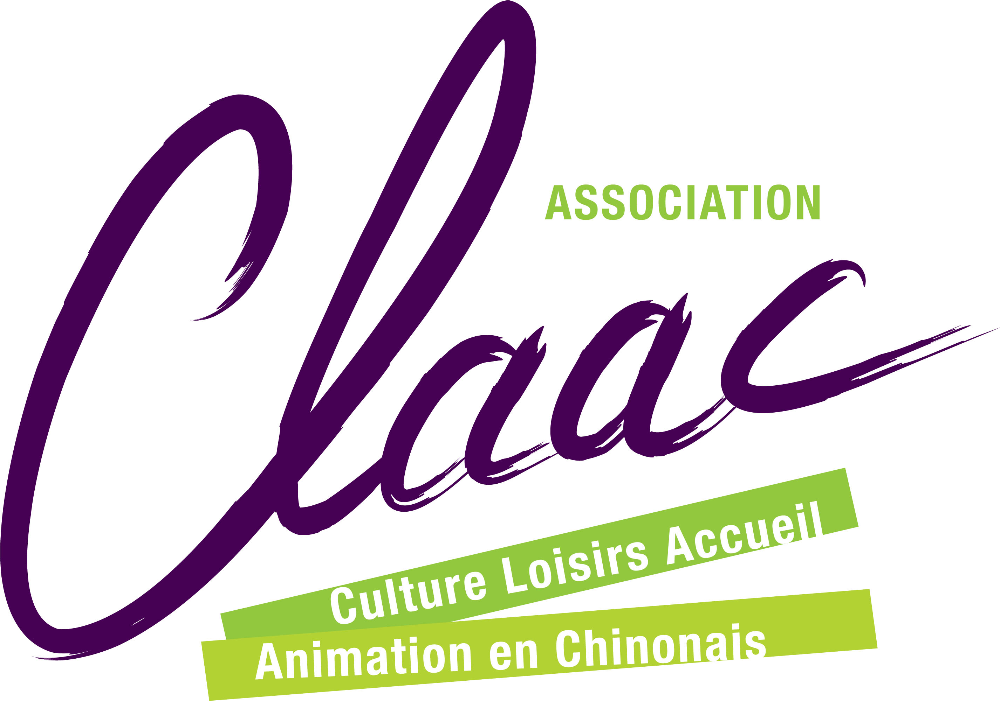 ASSOCIATION
Claac
Culture Loisirs Accueil
Animation en Chinonais